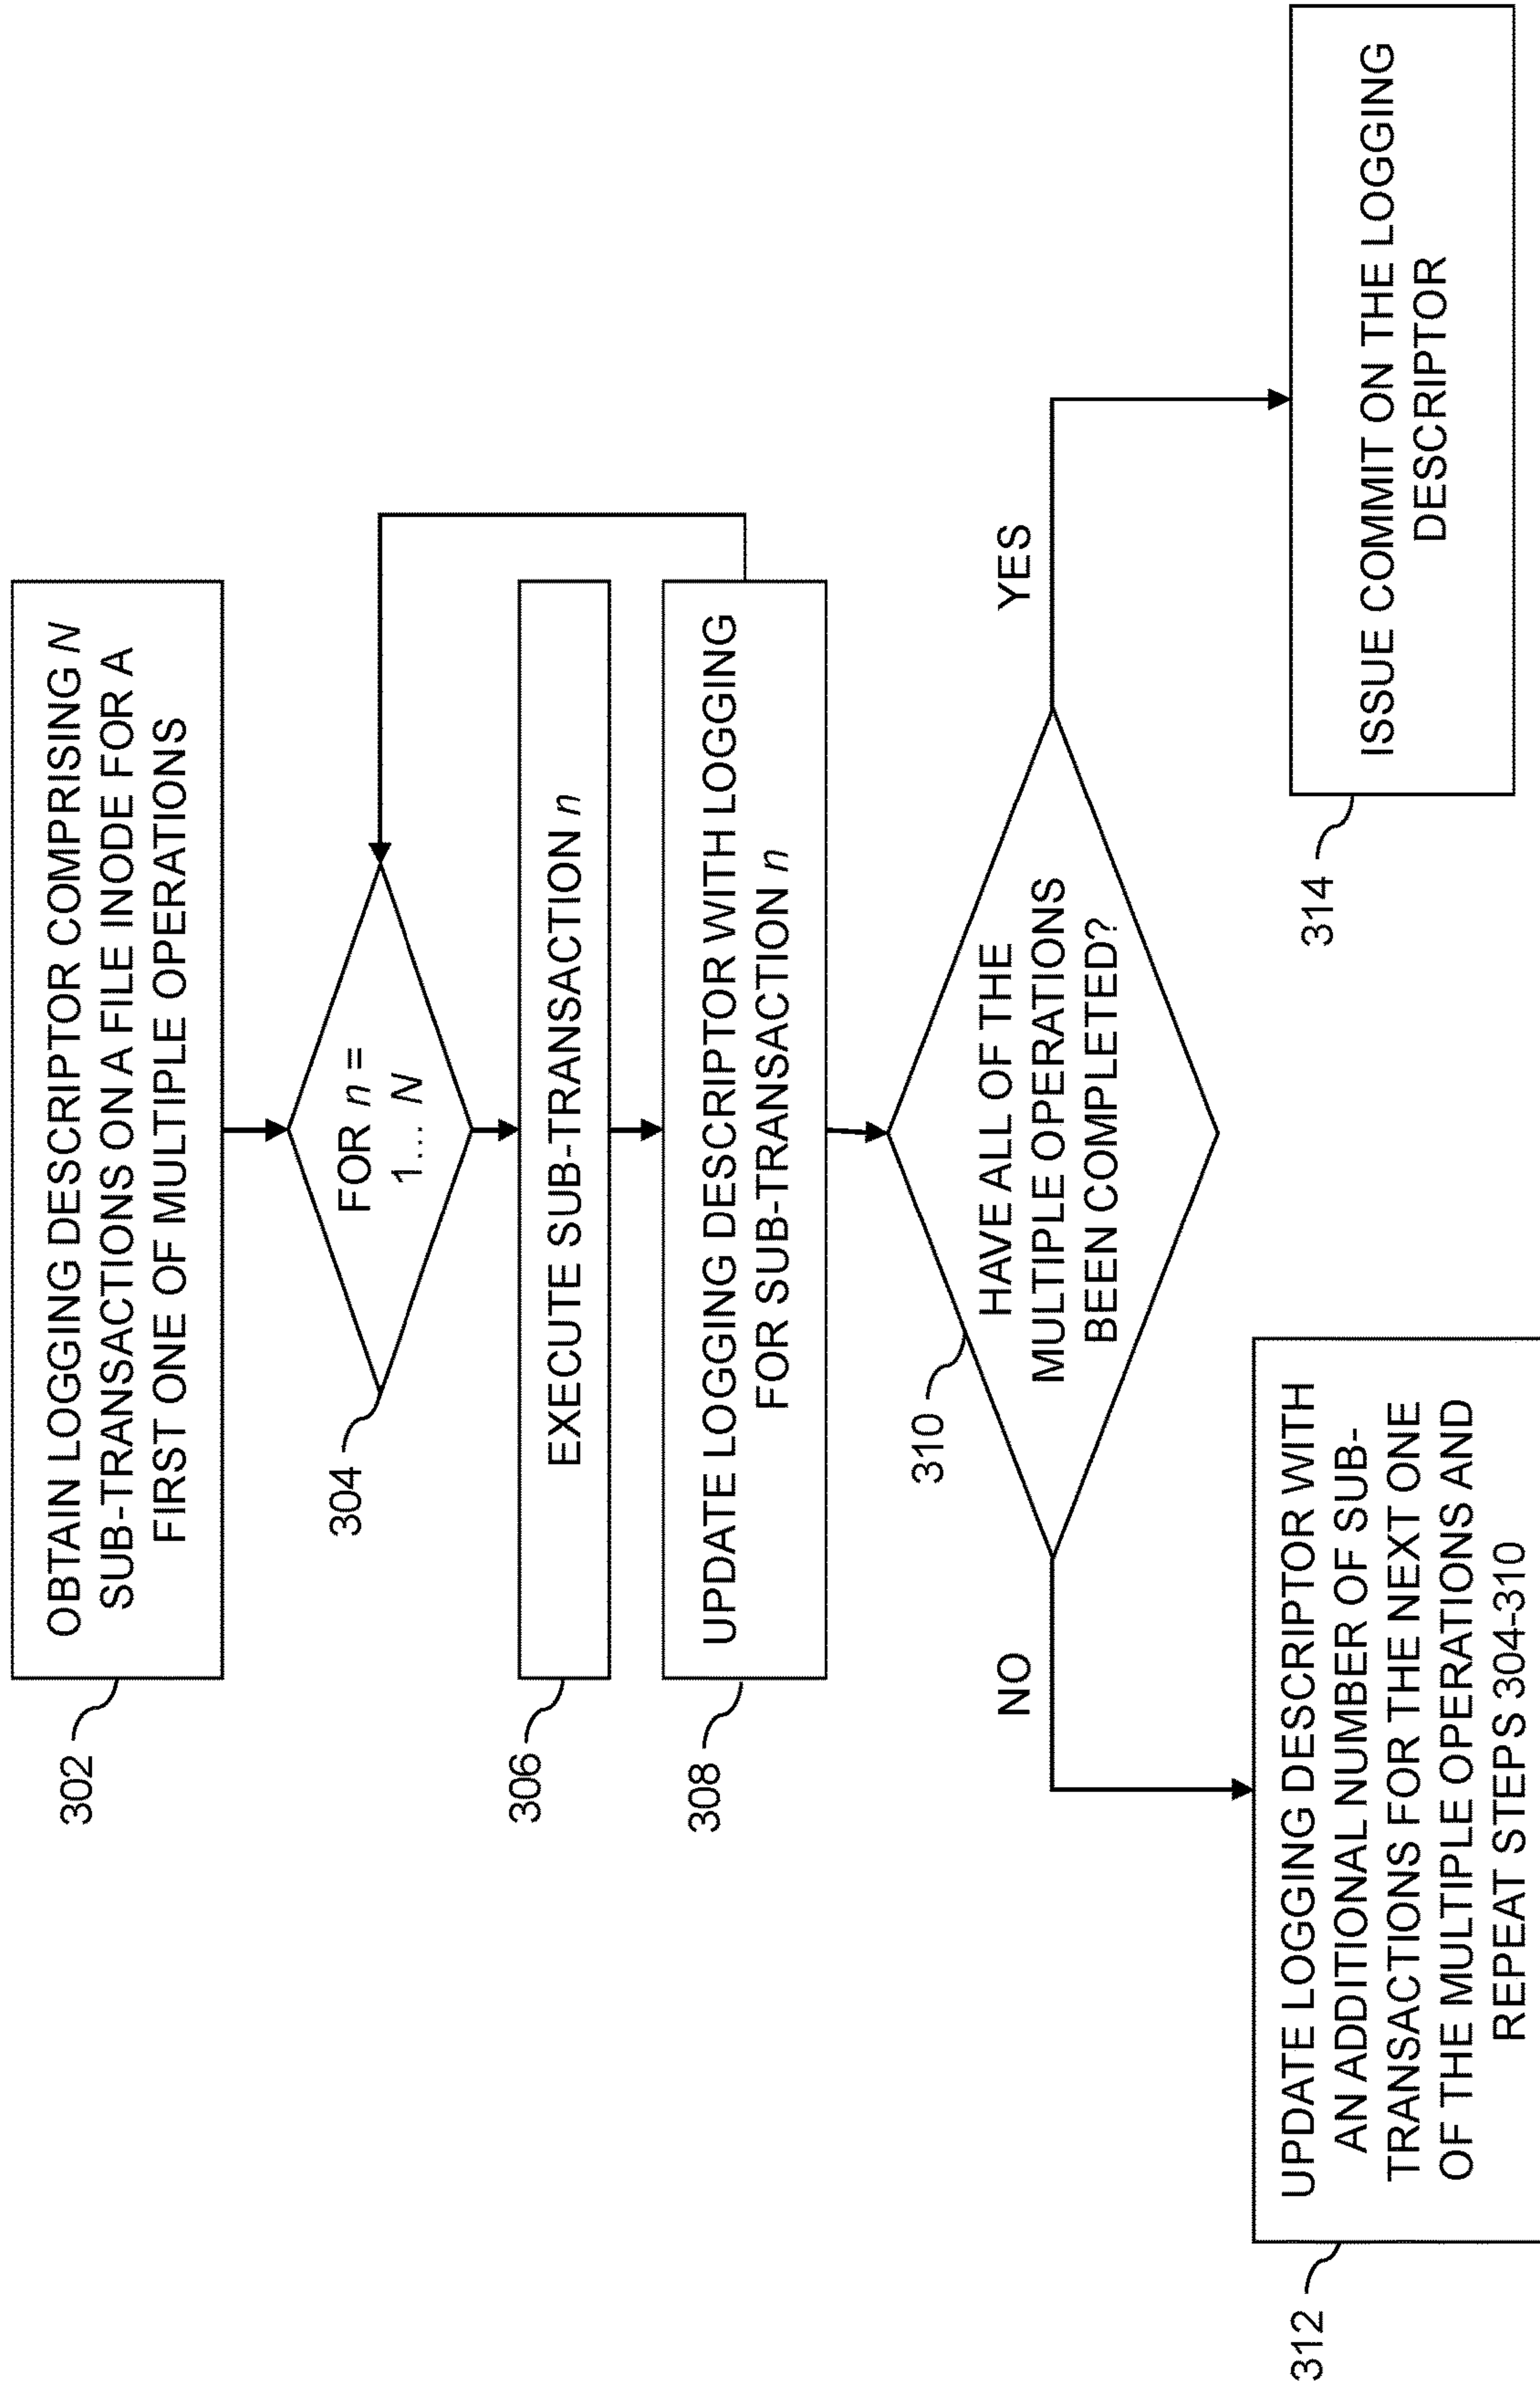 302
OBTAIN LOGGING DESCRIPTOR COMPRISING N
SUB-TRANSACTIONS ON A FILE INODE FOR A
FIRST ONE OF MULTIPLE OPERATIONS
304
FOR n =
1... N
306
EXECUTE SUB-TRANSACTION n
308
UPDATE LOGGING DESCRIPTOR WITH LOGGING
FOR SUB-TRANSACTION n
310
HAVE ALL OF THE
MULTIPLE OPERATIONS
BEEN COMPLETED?
NO
YES
312
UPDATE LOGGING DESCRIPTOR WITH
AN ADDITIONAL NUMBER OF SUB-
TRANSACTIONS FOR THE NEXT ONE
OF THE MULTIPLE OPERATIONS AND
REPEAT STEPS 304-310
314
ISSUE COMMIT ON THE LOGGING
DESCRIPTOR